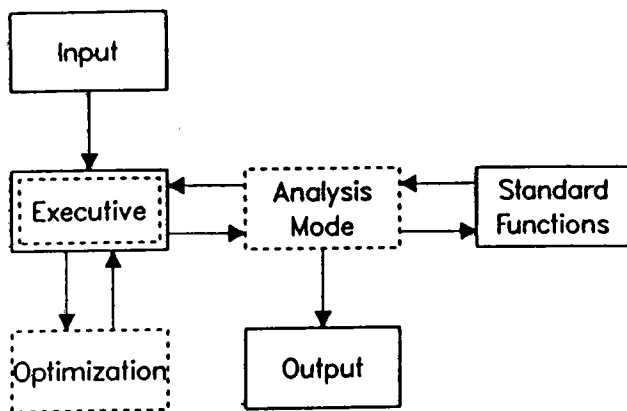 Input
Executive
Analysis
Mode
Standard
Functions
Optimization
Output